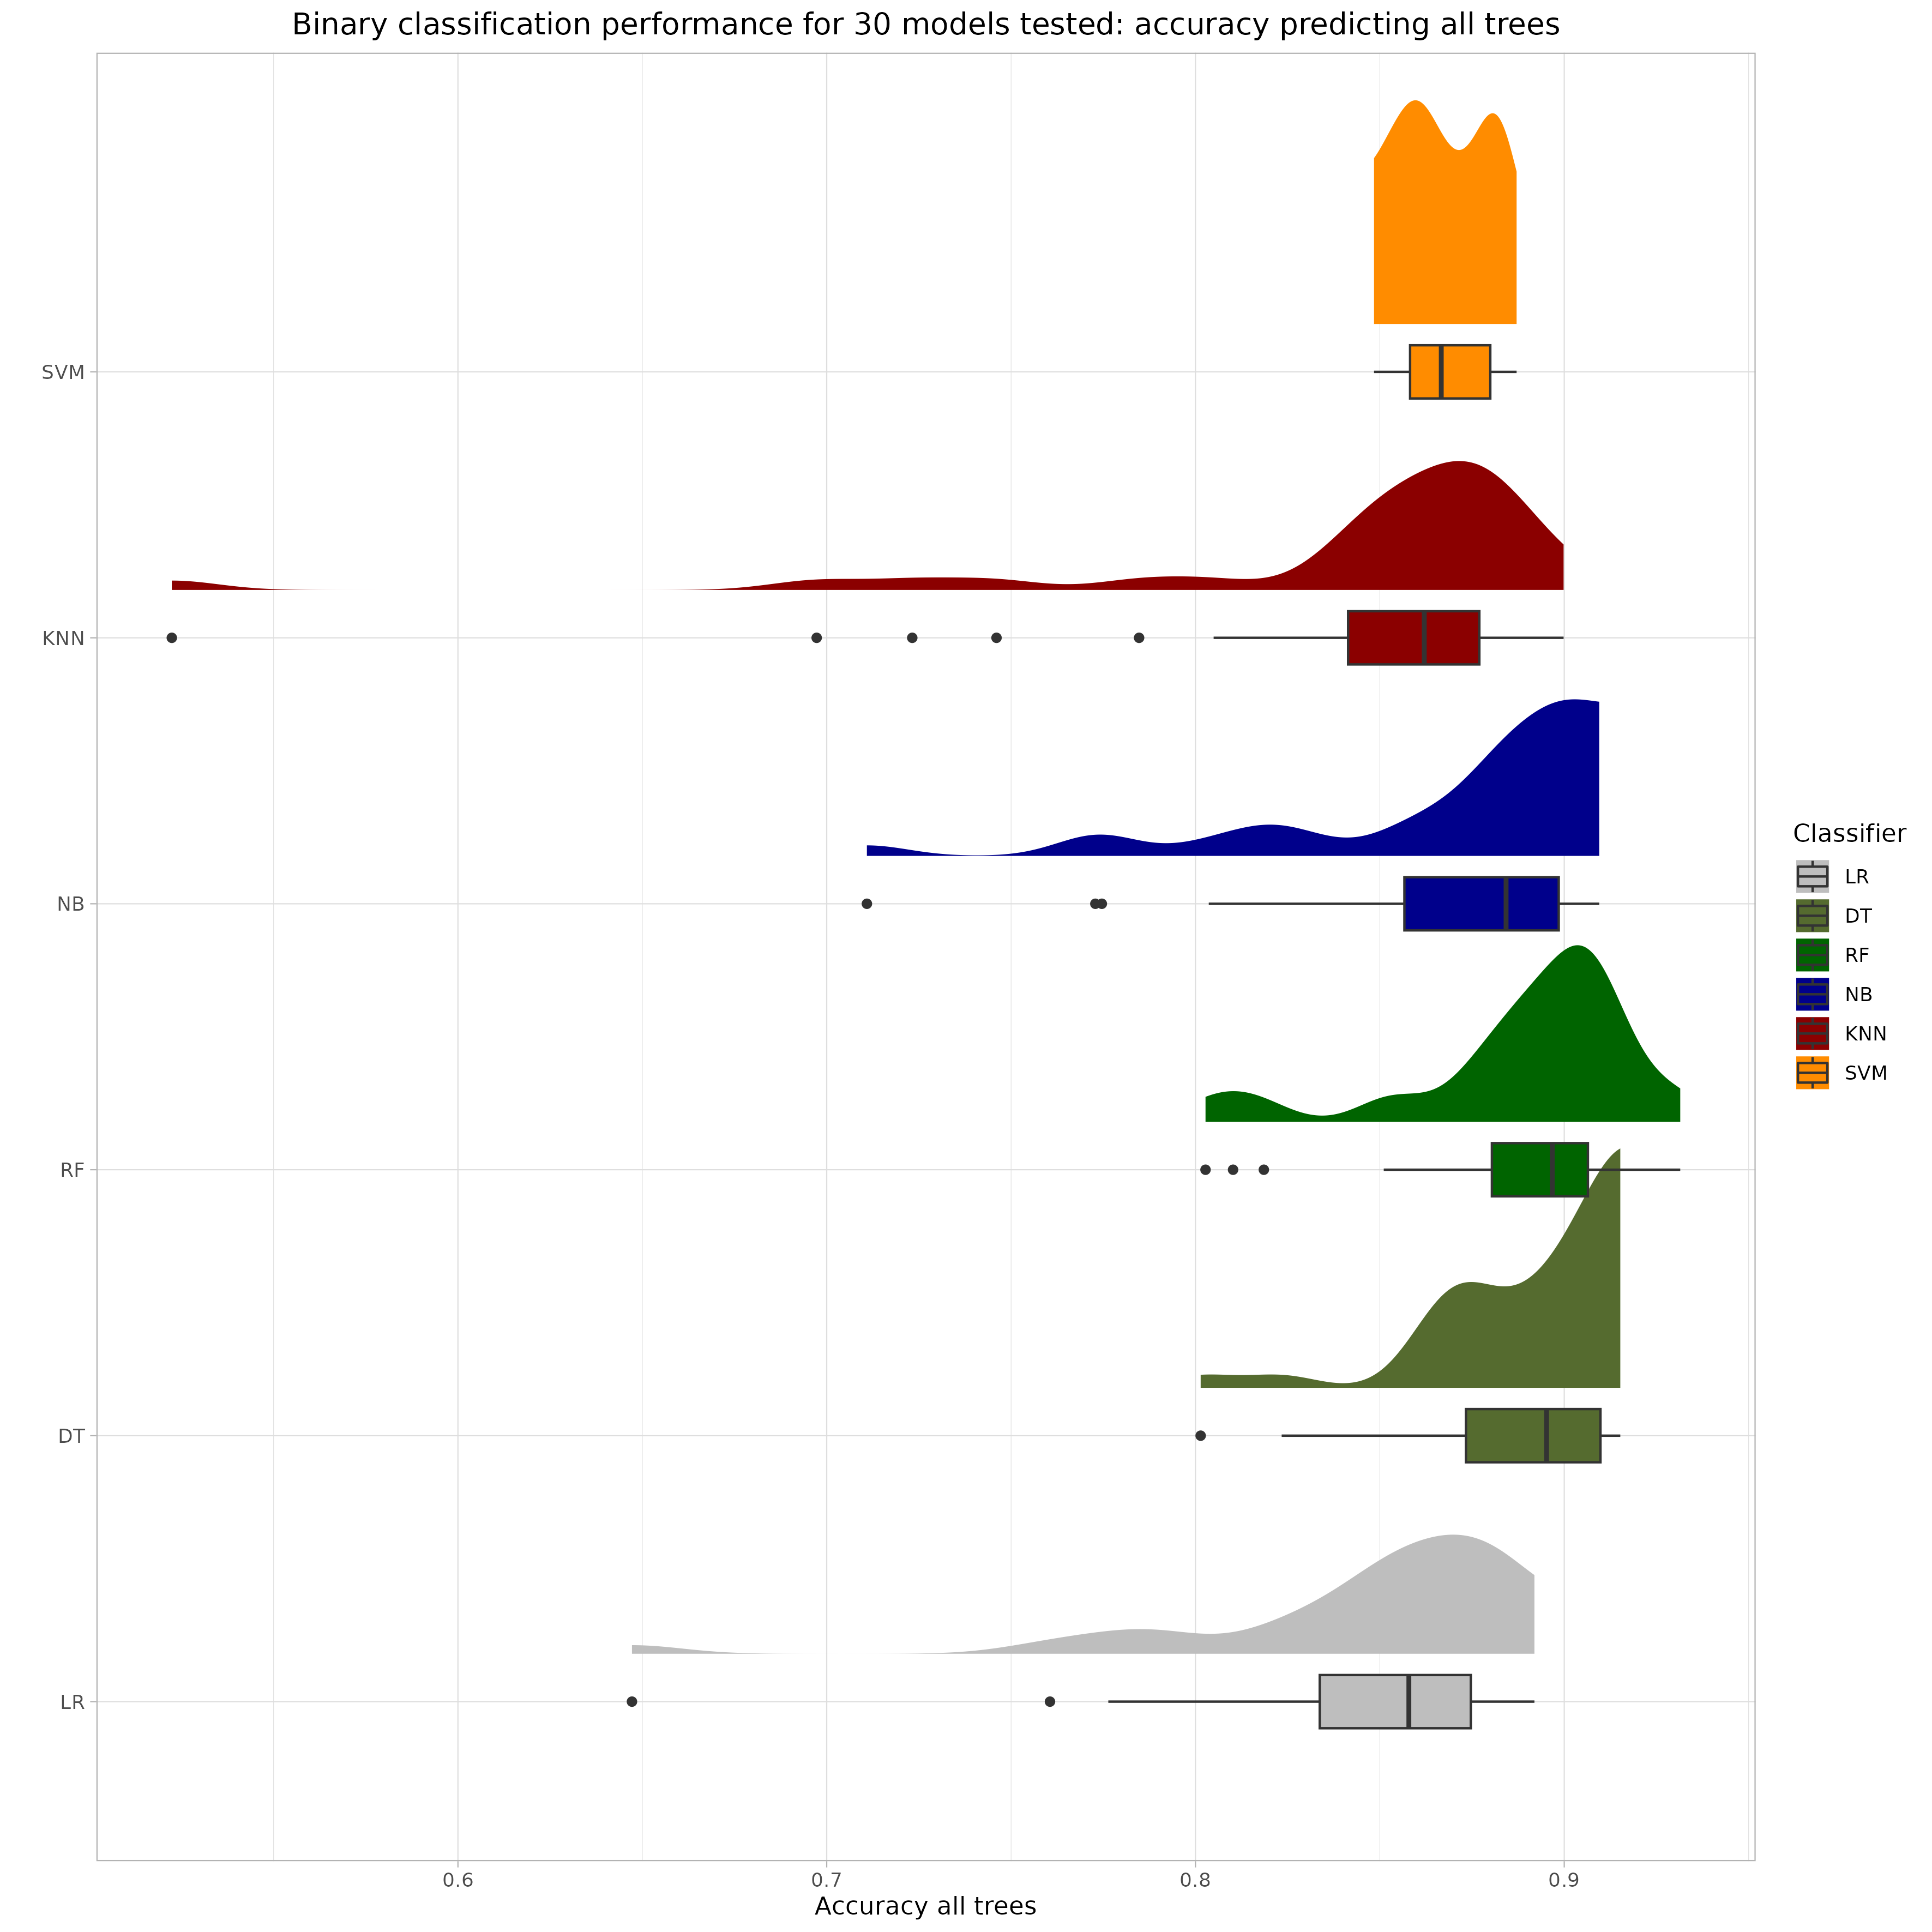 Binary classification performance for 30 models tested: accuracy predicting all trees
SVM
KNN
NB
RF
DT
LR
0.6
0.7
0.8
0.9
Accuracy all trees
Classifier
LR
DT
RF
NB
KNN
SVM